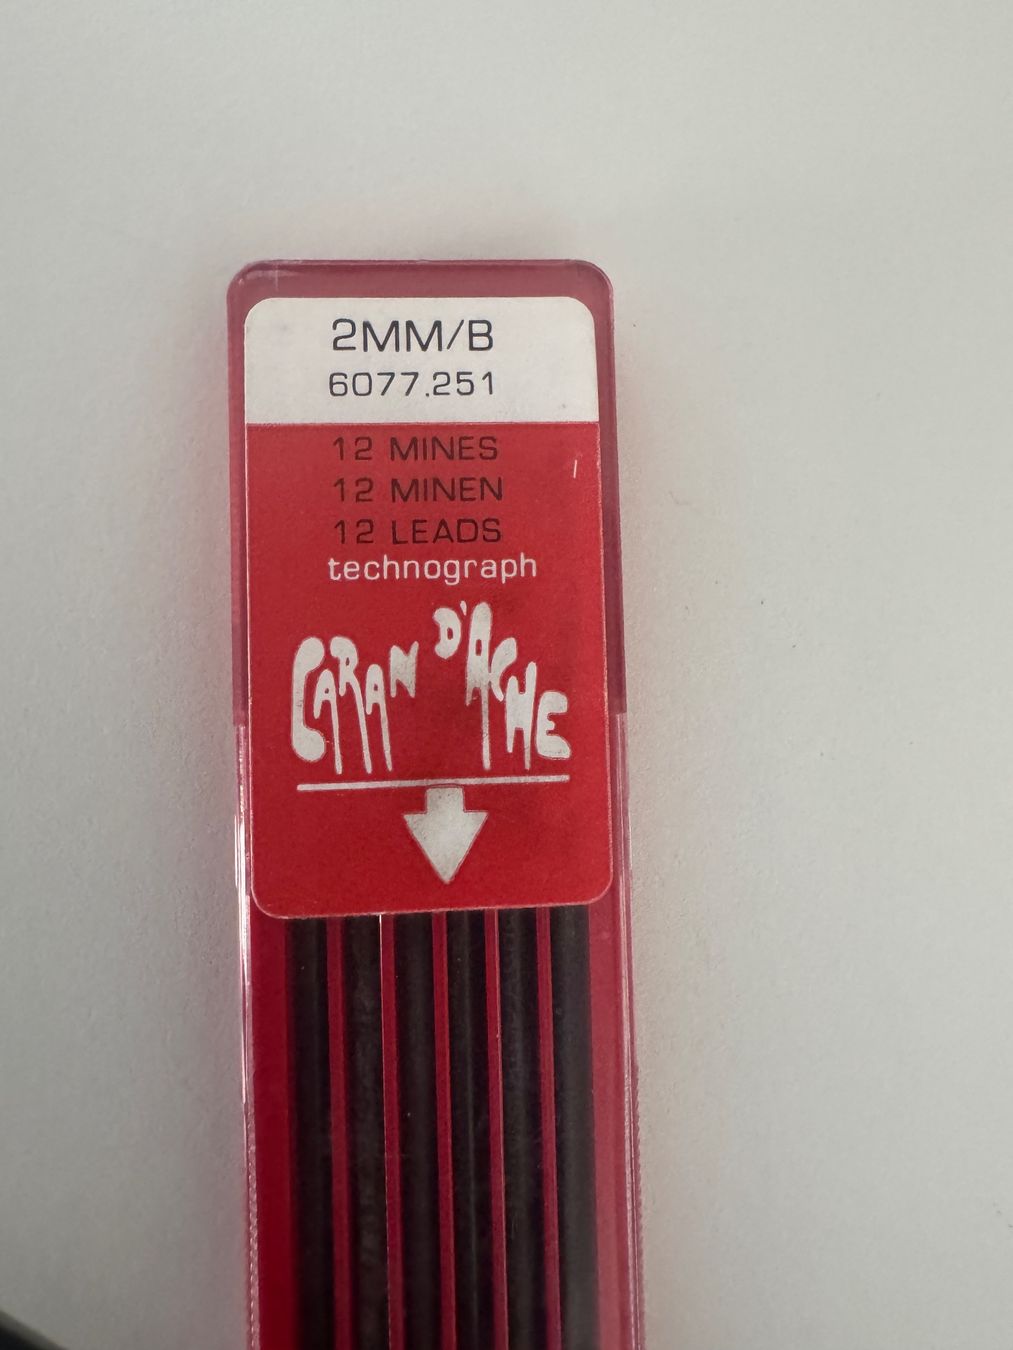 2MM/B
6077.251
12 MINES
12 MINEN
12 LEADS
technograph
CARAN D'ACHE